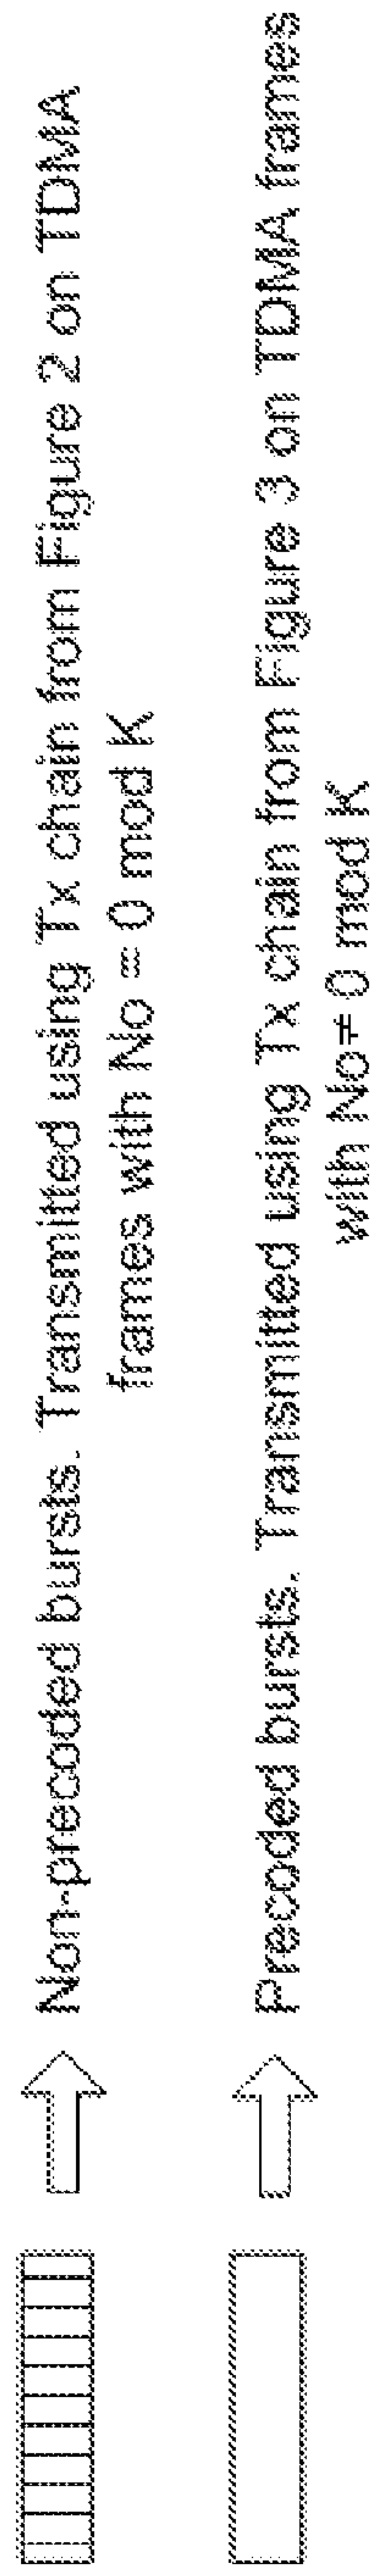 Non-precoded bursts. Transmitted using Tx chain from Figure 2 on TDMA
frames with No = 0 mod K
Precoded bursts. Transmitted using Tx chain from Figure 3 on TDMA frames
with No≠ 0 mod K